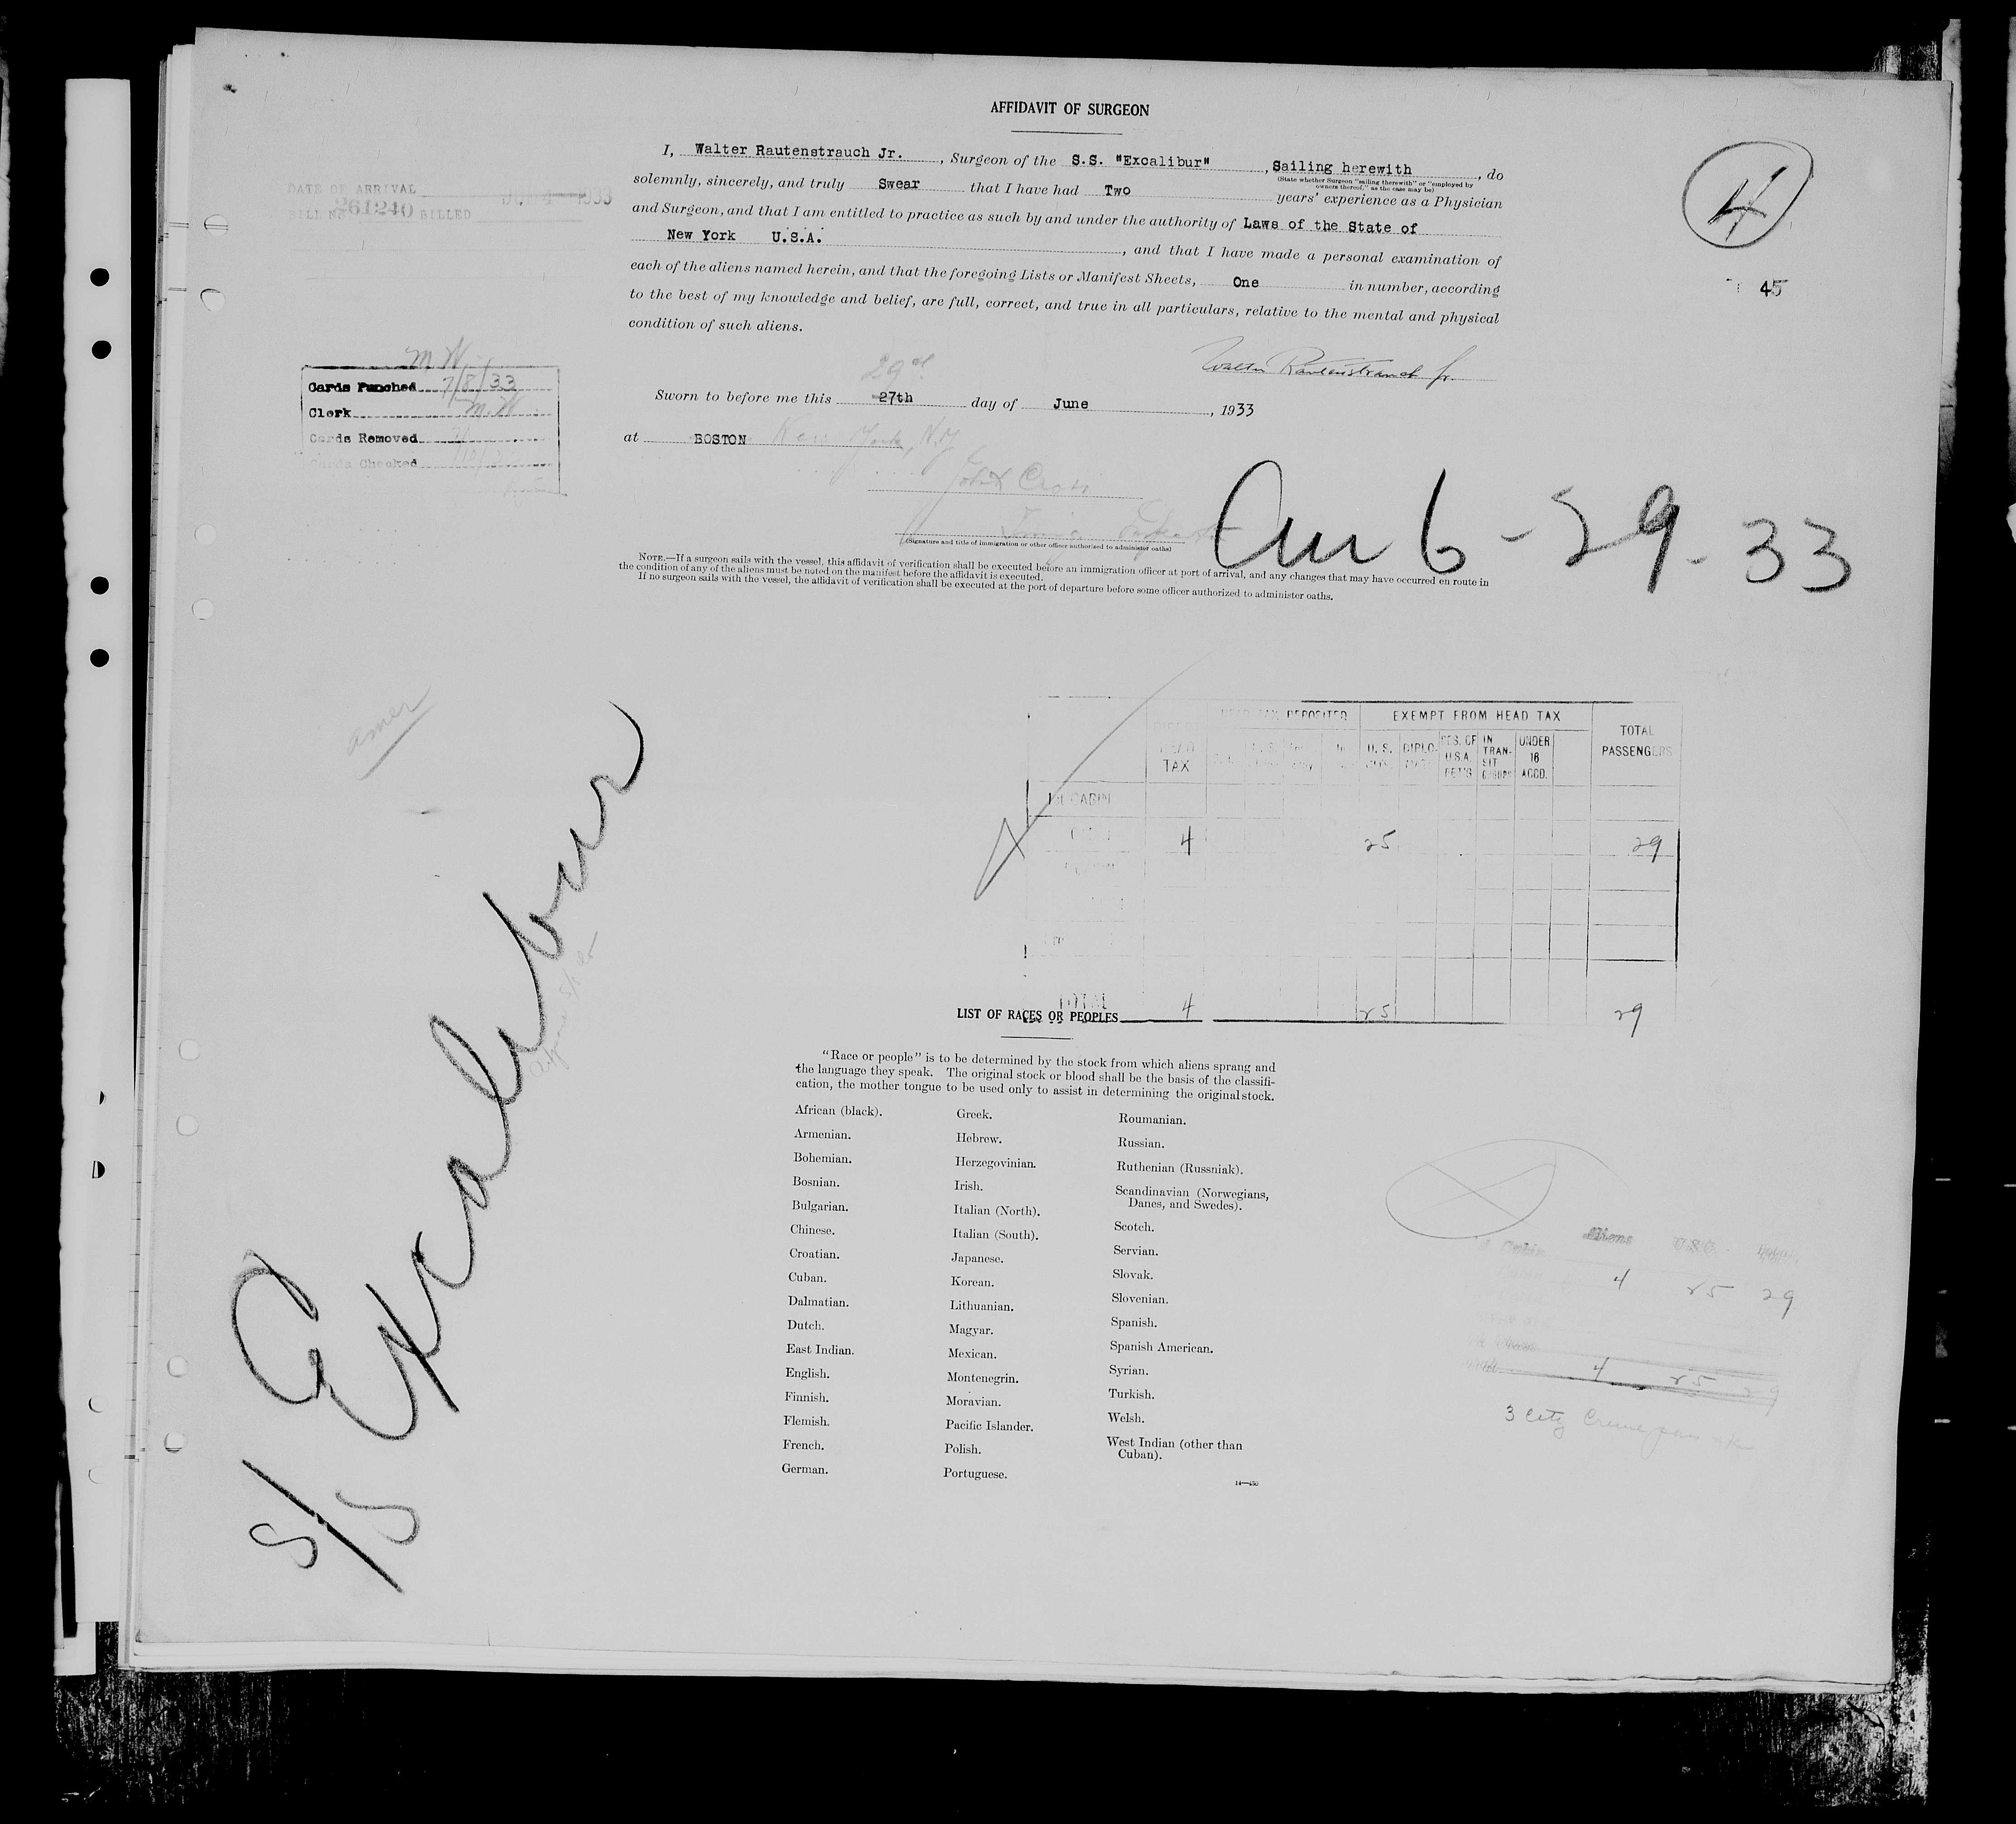 AFFIDAVIT OF SURGEON
I, Walter Rautenstrauch Jr. , Surgeon of the S.S. "Excalibur" , Sailing herewith , do
(State whether Surgeon "sailing therewith" or "employed by owners thereof," as the case may be)
solemnly, sincerely, and truly Swear that I have had Two years' experience as a Physician
and Surgeon, and that I am entitled to practice as such by and under the authority of Laws of the State of
New York U.S.A. , and that I have made a personal examination of
each of the aliens named herein, and that the foregoing Lists or Manifest Sheets, One in number, according
to the best of my knowledge and belief, are full, correct, and true in all particulars, relative to the mental and physical
condition of such aliens.
Walter Rautenstrauch Jr.
29th
Sworn to before me this 27th day of June , 1933
at BOSTON New York, N.Y.
(Signature and title of immigration or other officer authorized to administer oaths)
NOTE.—If a surgeon sails with the vessel, this affidavit of verification shall be executed before an immigration officer at port of arrival, and any changes that may have occurred en route in
the condition of any of the aliens must be noted on the manifest before the affidavit is executed.
If no surgeon sails with the vessel, the affidavit of verification shall be executed at the port of departure before some officer authorized to administer oaths.
4
45
DATE OF ARRIVAL 1933
BILL No 261240 BILLED
M.W.
Cards Punched 7/8/33
Clerk M.W.
Cards Removed
Cards Checked
6-29-33
amer
S/S Excalibur
HEAD TAX DEPOSITED EXEMPT FROM HEAD TAX TOTAL PASSENGERS
HEAD TAX U.S. DIPLO- RES. OF U.S.A. RET'G IN TRAN-SIT UNDER 16 ACCD.
1st CABIN
4 25 29
TOTAL 4 25 29
LIST OF RACES OR PEOPLES
"Race or people" is to be determined by the stock from which aliens sprang and
the language they speak. The original stock or blood shall be the basis of the classifi-
cation, the mother tongue to be used only to assist in determining the original stock.
African (black).
Armenian.
Bohemian.
Bosnian.
Bulgarian.
Chinese.
Croatian.
Cuban.
Dalmatian.
Dutch.
East Indian.
English.
Finnish.
Flemish.
French.
German.
Greek.
Hebrew.
Herzegovinian.
Irish.
Italian (North).
Italian (South).
Japanese.
Korean.
Lithuanian.
Magyar.
Mexican.
Montenegrin.
Moravian.
Pacific Islander.
Polish.
Portuguese.
Roumanian.
Russian.
Ruthenian (Russniak).
Scandinavian (Norwegians,
Danes, and Swedes).
Scotch.
Servian.
Slovak.
Slovenian.
Spanish.
Spanish American.
Syrian.
Turkish.
Welsh.
West Indian (other than
Cuban).
Aliens USC
4 25 29
4 25 29
3 City